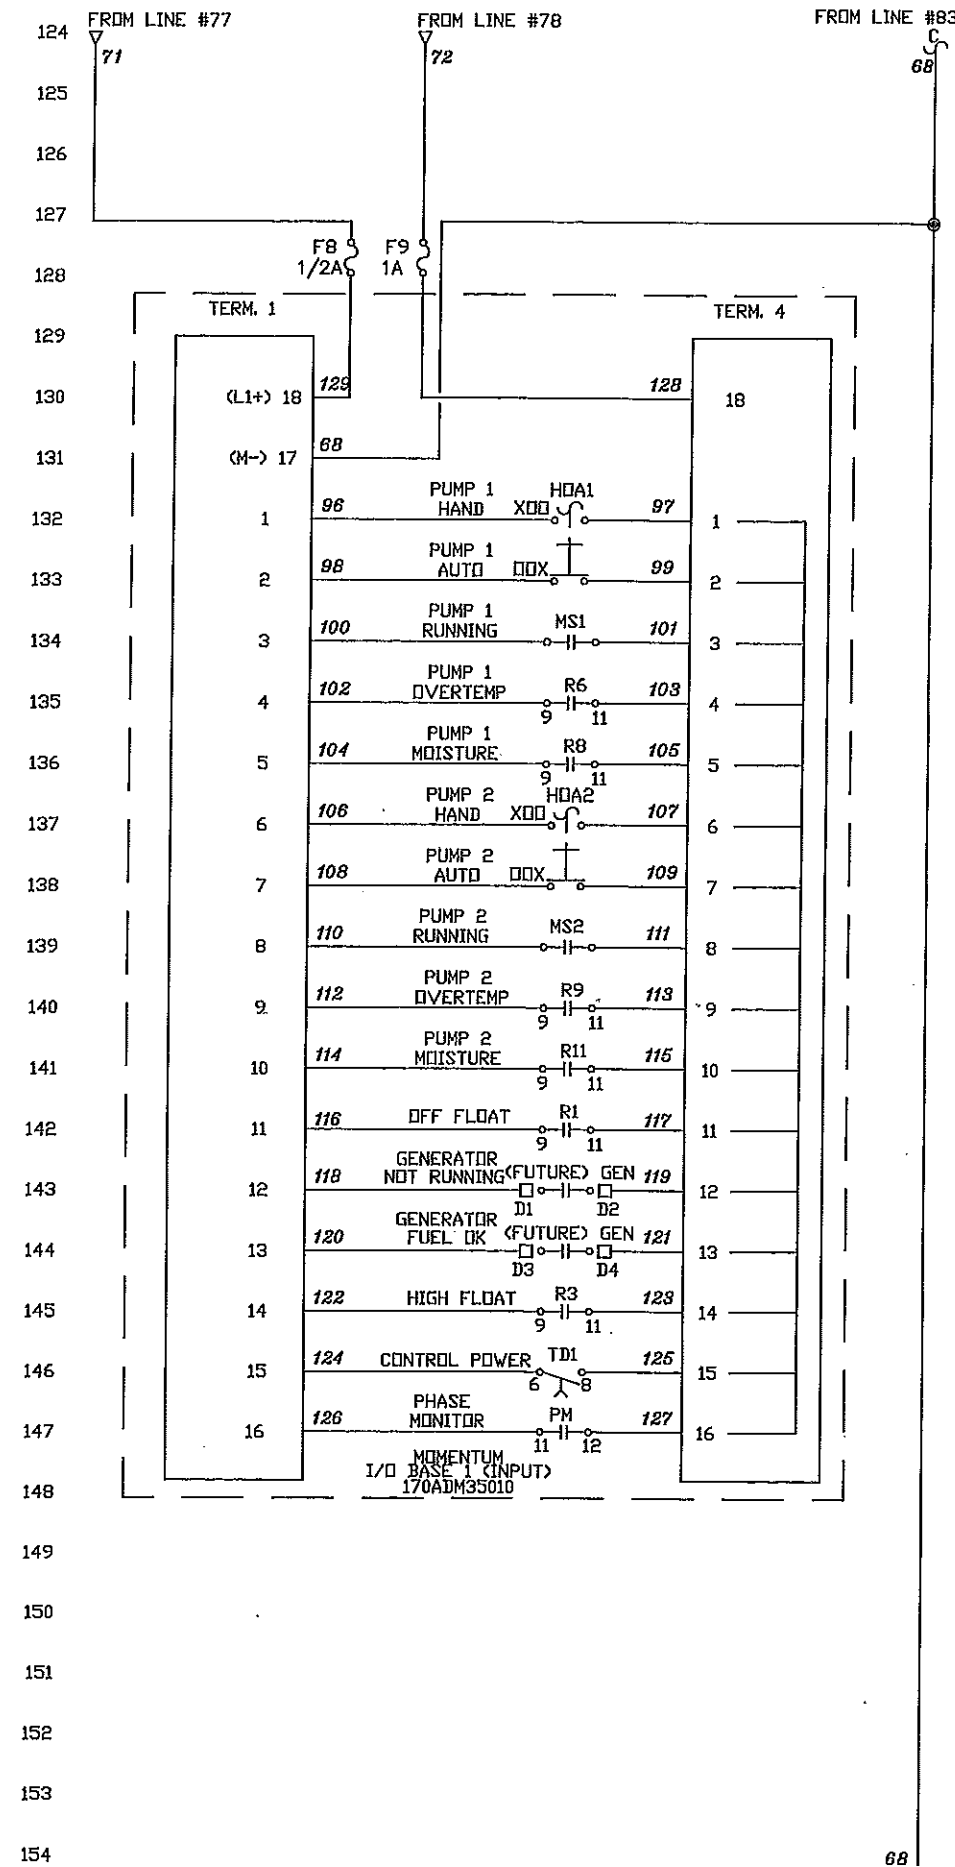 124 FROM LINE #77 FROM LINE #78 FROM LINE #83
C
71 72 68
125
126
127
F8 F9
1/2A 1A
128
TERM. 1 TERM. 4
129
130 (L1+) 18 129 128 18
131 (M-) 17 68
PUMP 1 HOA1
132 1 96 HAND XOO 97 1
PUMP 1
133 2 98 AUTO OOX 99 2
PUMP 1
134 3 100 RUNNING MS1 101 3
PUMP 1
135 4 102 OVERTEMP R6 103 4
9 11
PUMP 1
136 5 104 MOISTURE R8 105 5
9 11
PUMP 2 HOA2
137 6 106 HAND XOO 107 6
PUMP 2
138 7 108 AUTO OOX 109 7
PUMP 2
139 8 110 RUNNING MS2 111 8
PUMP 2
140 9 112 OVERTEMP R9 113 9
9 11
PUMP 2
141 10 114 MOISTURE R11 115 10
9 11
142 11 116 OFF FLOAT R1 117 11
9 11
GENERATOR
143 12 118 NOT RUNNING (FUTURE) GEN 119 12
D1 D2
GENERATOR
144 13 120 FUEL OK (FUTURE) GEN 121 13
D3 D4
145 14 122 HIGH FLOAT R3 123 14
9 11
146 15 124 CONTROL POWER TD1 125 15
6 8
PHASE
147 16 126 MONITOR PM 127 16
11 12
MOMENTUM
I/O BASE 1 (INPUT)
170ADM35010
148
149
150
151
152
153
154 68